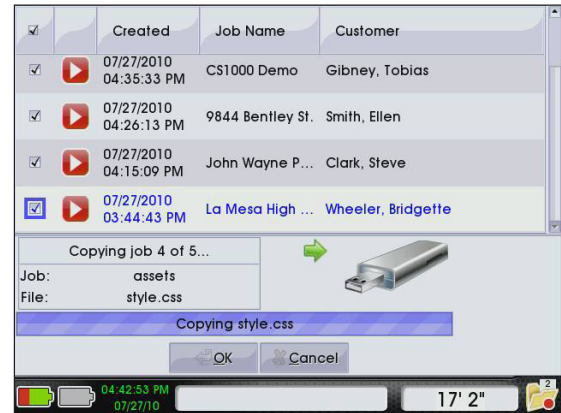 Created Job Name Customer
07/27/2010
04:35:33 PM
CS1000 Demo Gibney, Tobias
07/27/2010
04:26:13 PM
9844 Bentley St. Smith, Ellen
07/27/2010
04:15:09 PM
John Wayne P... Clark, Steve
07/27/2010
03:44:43 PM
La Mesa High ... Wheeler, Bridgette
Copying job 4 of 5...
Job: assets
File: style.css
Copying style.css
OK Cancel
04:42:53 PM
07/27/10
17' 2"
2